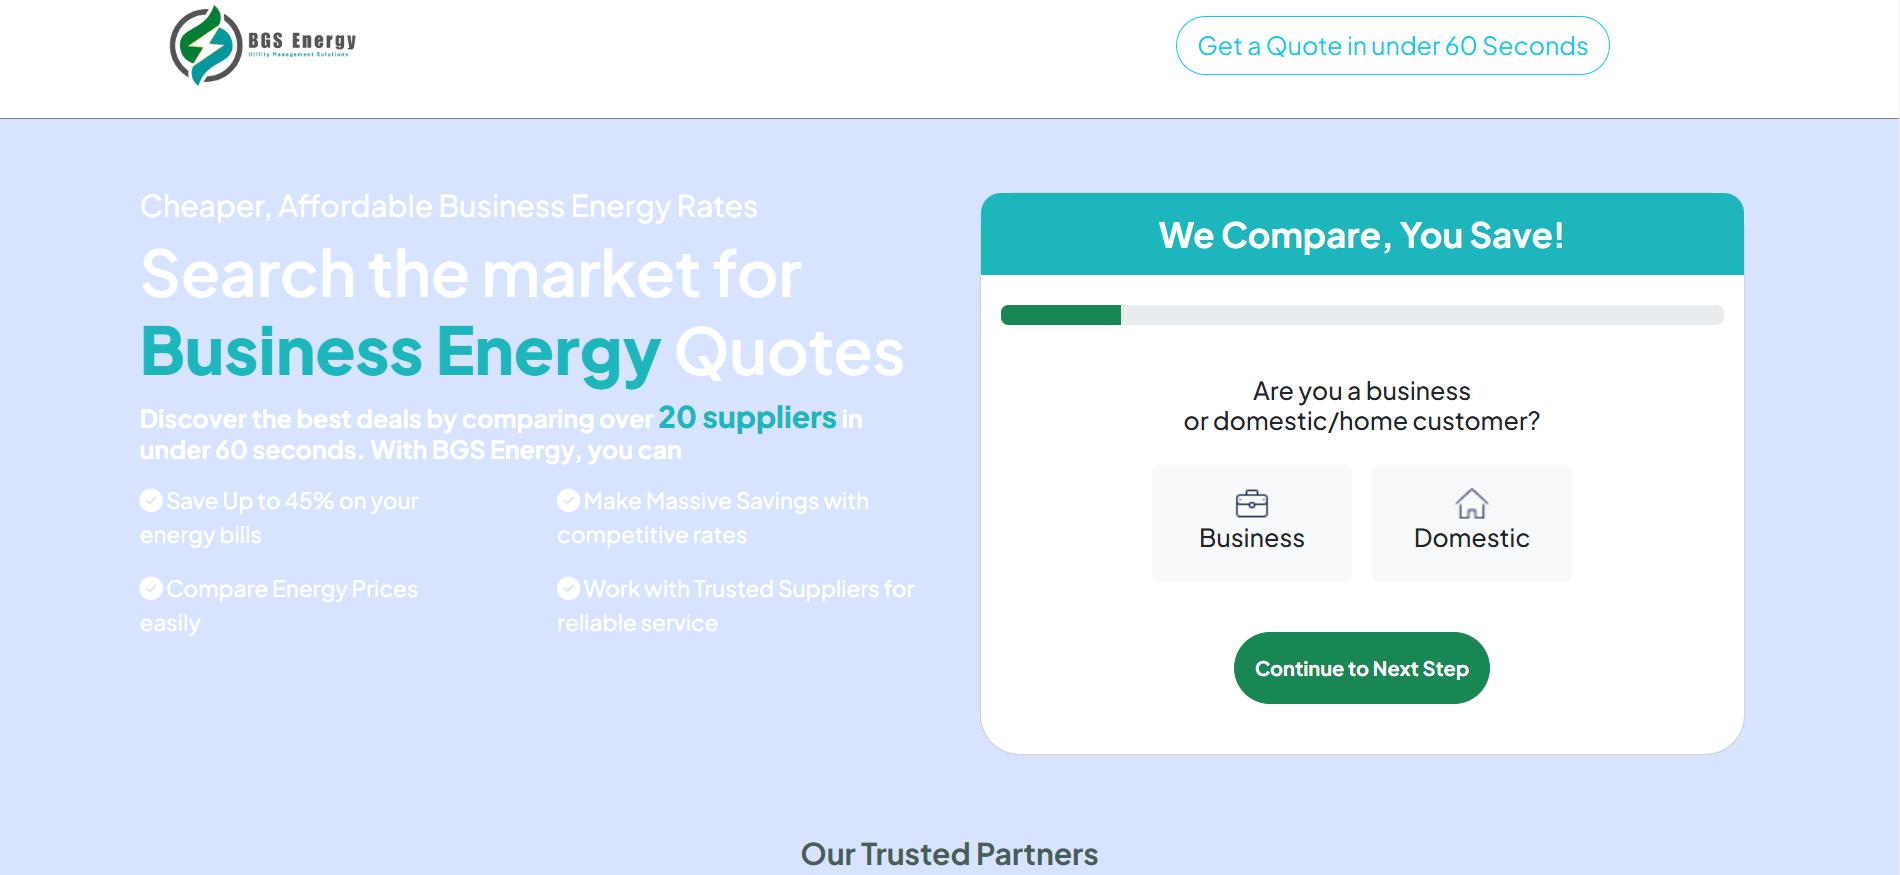 BGS Energy
Utility Management Solutions
Get a Quote in under 60 Seconds
Cheaper, Affordable Business Energy Rates
Search the market for
Business Energy Quotes
Discover the best deals by comparing over 20 suppliers in
under 60 seconds. With BGS Energy, you can
Save Up to 45% on your
energy bills
Make Massive Savings with
competitive rates
Compare Energy Prices
easily
Work with Trusted Suppliers for
reliable service
We Compare, You Save!
Are you a business
or domestic/home customer?
Business
Domestic
Continue to Next Step
Our Trusted Partners